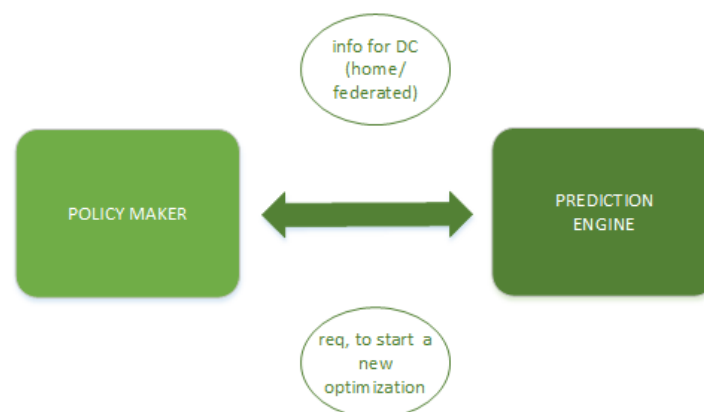 info for DC
(home/
federated)
POLICY MAKER
PREDICTION
ENGINE
req, to start a
new
optimization